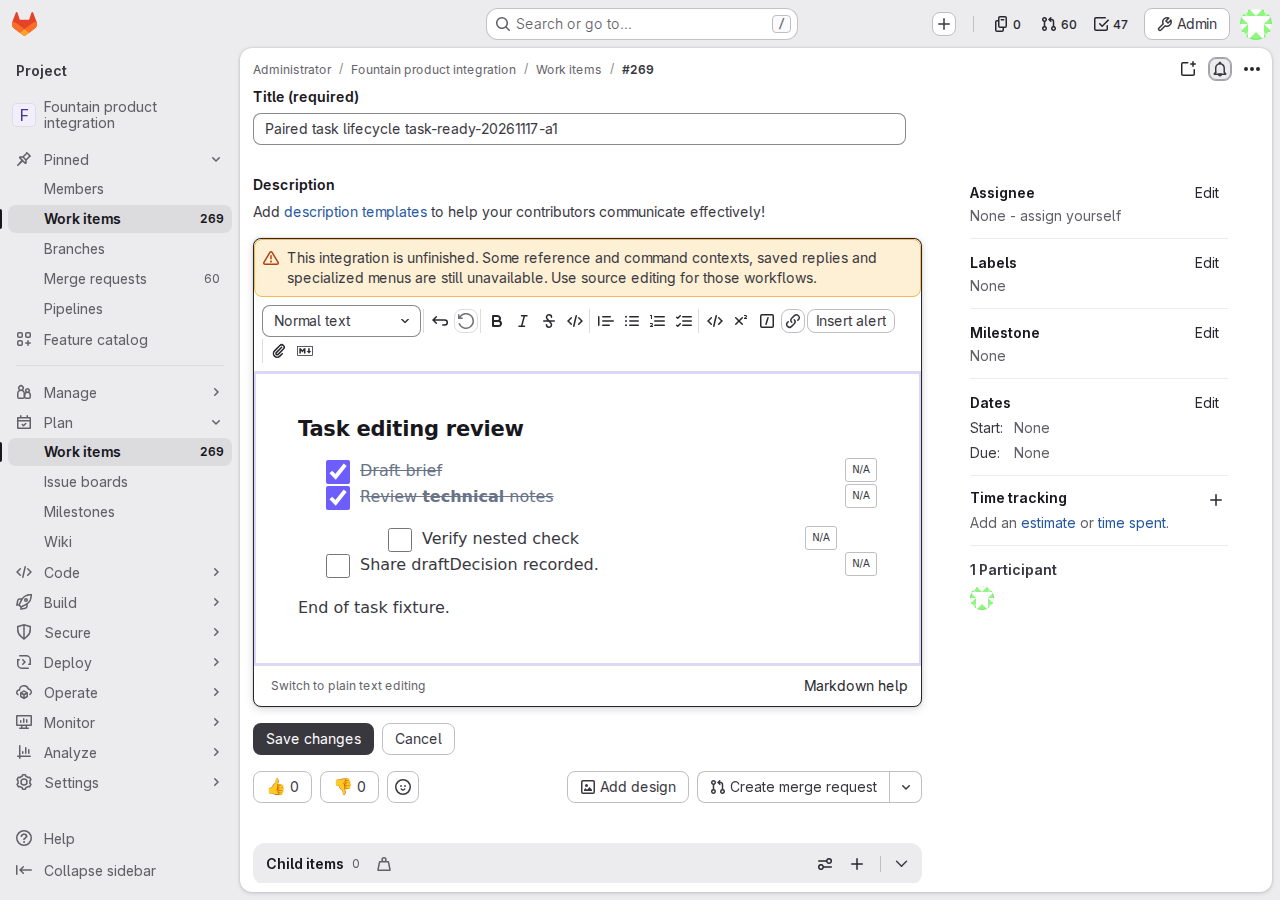 Search or go to...
/
0
60
47
Admin
Project
F
Fountain product
integration
Pinned
Members
Work items 269
Branches
Merge requests 60
Pipelines
Feature catalog
Manage
Plan
Work items 269
Issue boards
Milestones
Wiki
Code
Build
Secure
Deploy
Operate
Monitor
Analyze
Settings
Help
Collapse sidebar
Administrator / Fountain product integration / Work items / #269
Title (required)
Paired task lifecycle task-ready-20261117-a1
Description
Add description templates to help your contributors communicate effectively!
This integration is unfinished. Some reference and command contexts, saved replies and
specialized menus are still unavailable. Use source editing for those workflows.
Normal text
Insert alert
Task editing review
Draft brief N/A
Review technical notes N/A
Verify nested check N/A
Share draftDecision recorded. N/A
End of task fixture.
Switch to plain text editing
Markdown help
Save changes
Cancel
👍 0
👎 0
Add design
Create merge request
Child items 0
Assignee Edit
None - assign yourself
Labels Edit
None
Milestone Edit
None
Dates Edit
Start: None
Due: None
Time tracking
Add an estimate or time spent.
1 Participant